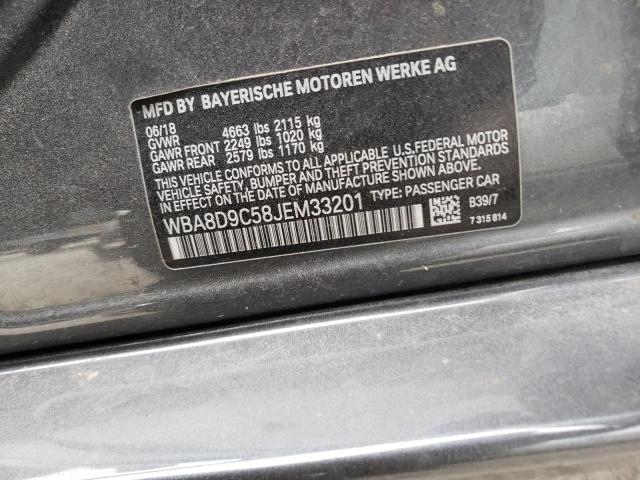 MFD BY BAYERISCHE MOTOREN WERKE AG
06/18
GVWR 4663 lbs 2115 kg
GAWR FRONT 2249 lbs 1020 kg
GAWR REAR 2579 lbs 1170 kg
THIS VEHICLE CONFORMS TO ALL APPLICABLE U.S.FEDERAL MOTOR
VEHICLE SAFETY, BUMPER AND THEFT PREVENTION STANDARDS
IN EFFECT ON THE DATE OF MANUFACTURE SHOWN ABOVE.
WBA8D9C58JEM33201 TYPE: PASSENGER CAR
B39/7
7 315 814